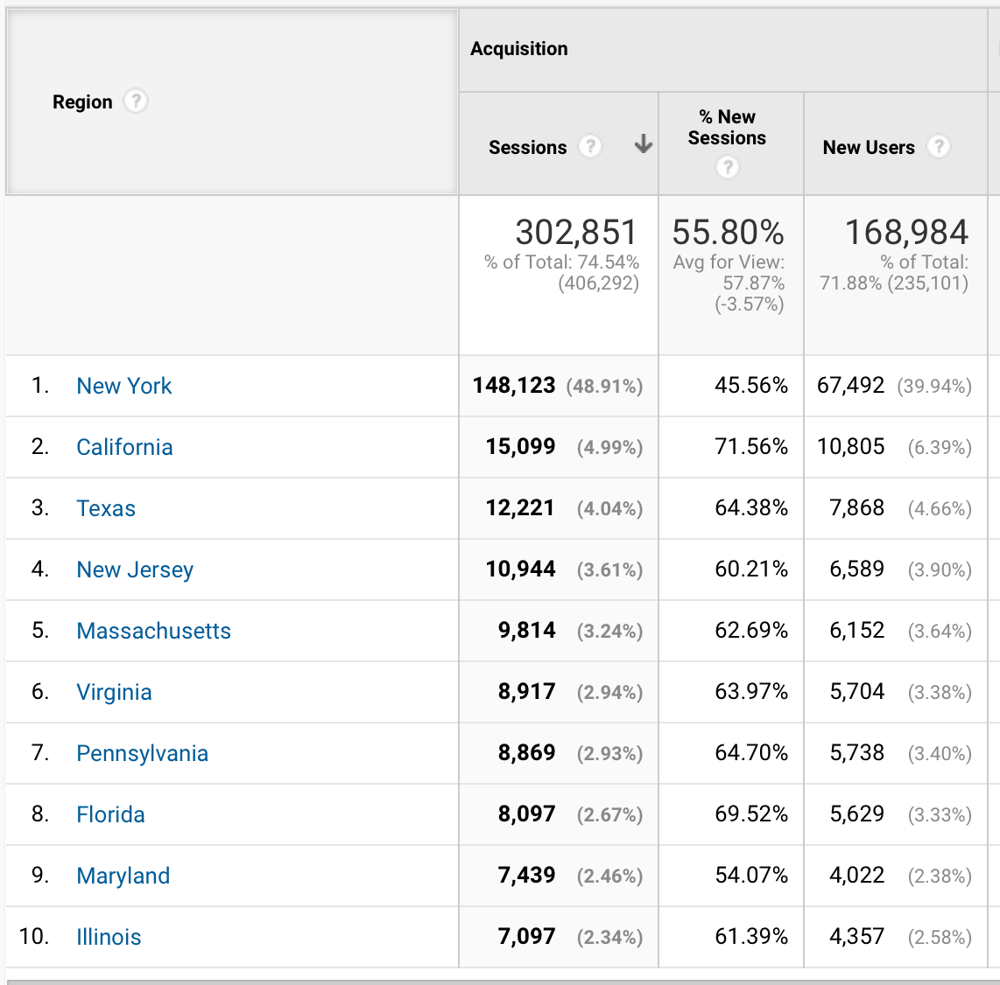 Acquisition
Region ?
Sessions ?
% New
Sessions
?
New Users ?
302,851
% of Total: 74.54%
(406,292)
55.80%
Avg for View:
57.87%
(-3.57%)
168,984
% of Total:
71.88% (235,101)
1. New York 148,123 (48.91%) 45.56% 67,492 (39.94%)
2. California 15,099 (4.99%) 71.56% 10,805 (6.39%)
3. Texas 12,221 (4.04%) 64.38% 7,868 (4.66%)
4. New Jersey 10,944 (3.61%) 60.21% 6,589 (3.90%)
5. Massachusetts 9,814 (3.24%) 62.69% 6,152 (3.64%)
6. Virginia 8,917 (2.94%) 63.97% 5,704 (3.38%)
7. Pennsylvania 8,869 (2.93%) 64.70% 5,738 (3.40%)
8. Florida 8,097 (2.67%) 69.52% 5,629 (3.33%)
9. Maryland 7,439 (2.46%) 54.07% 4,022 (2.38%)
10. Illinois 7,097 (2.34%) 61.39% 4,357 (2.58%)